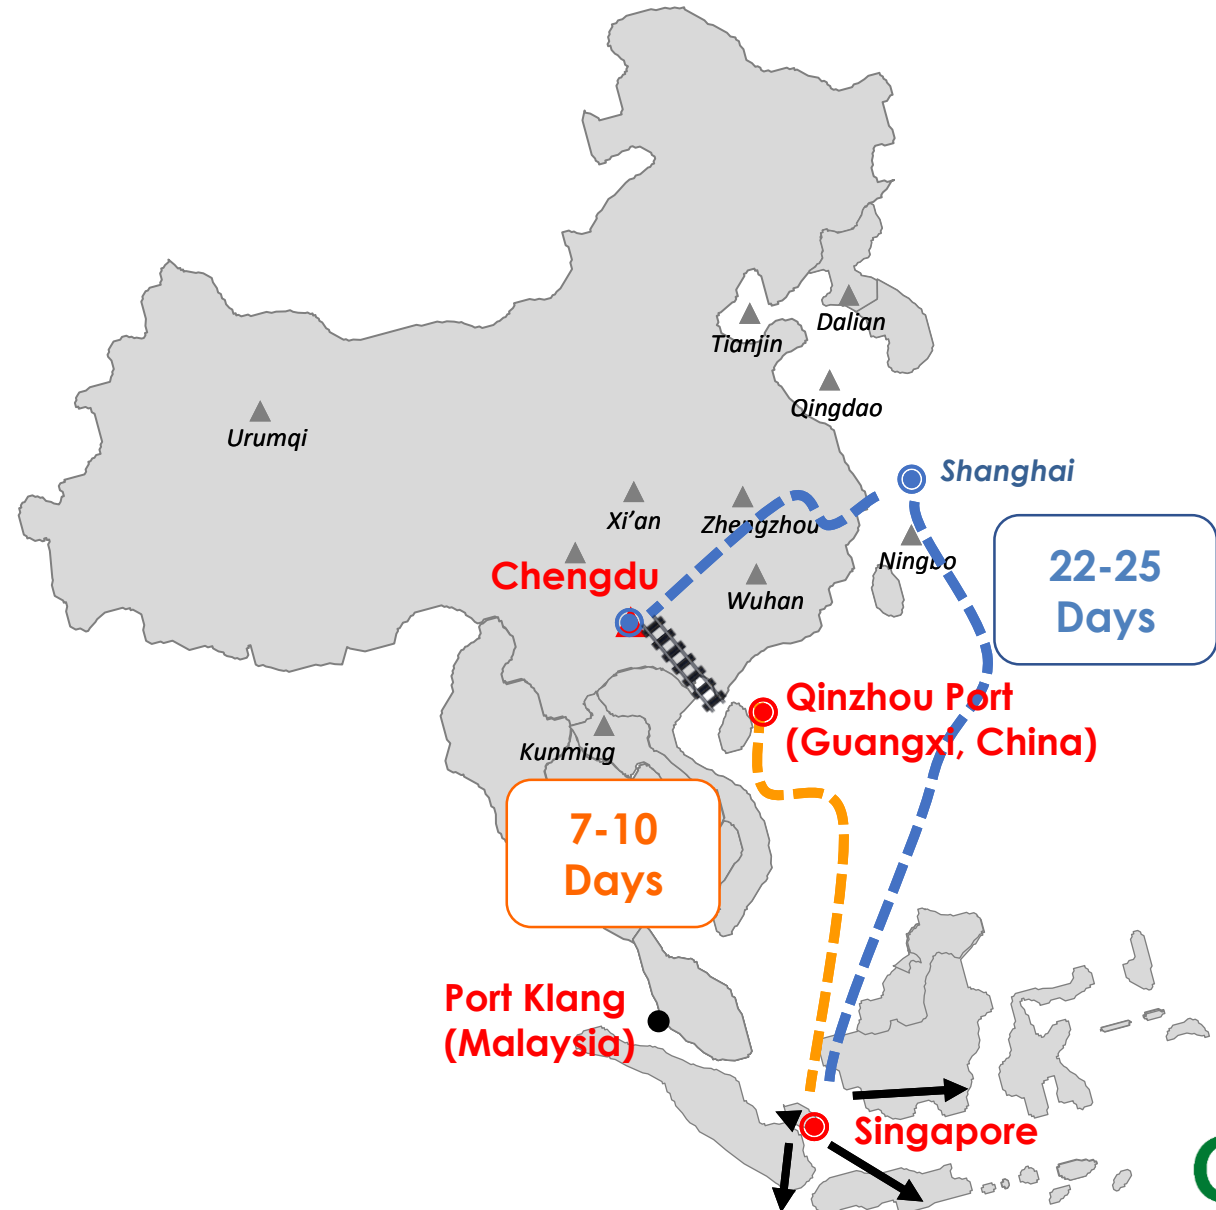 Dalian
Tianjin
Qingdao
Urumqi
Shanghai
Xi'an
Zhengzhou
Ningbo
22-25
Days
Chengdu
Wuhan
Qinzhou Port
(Guangxi, China)
Kunming
7-10
Days
Port Klang
(Malaysia)
Singapore